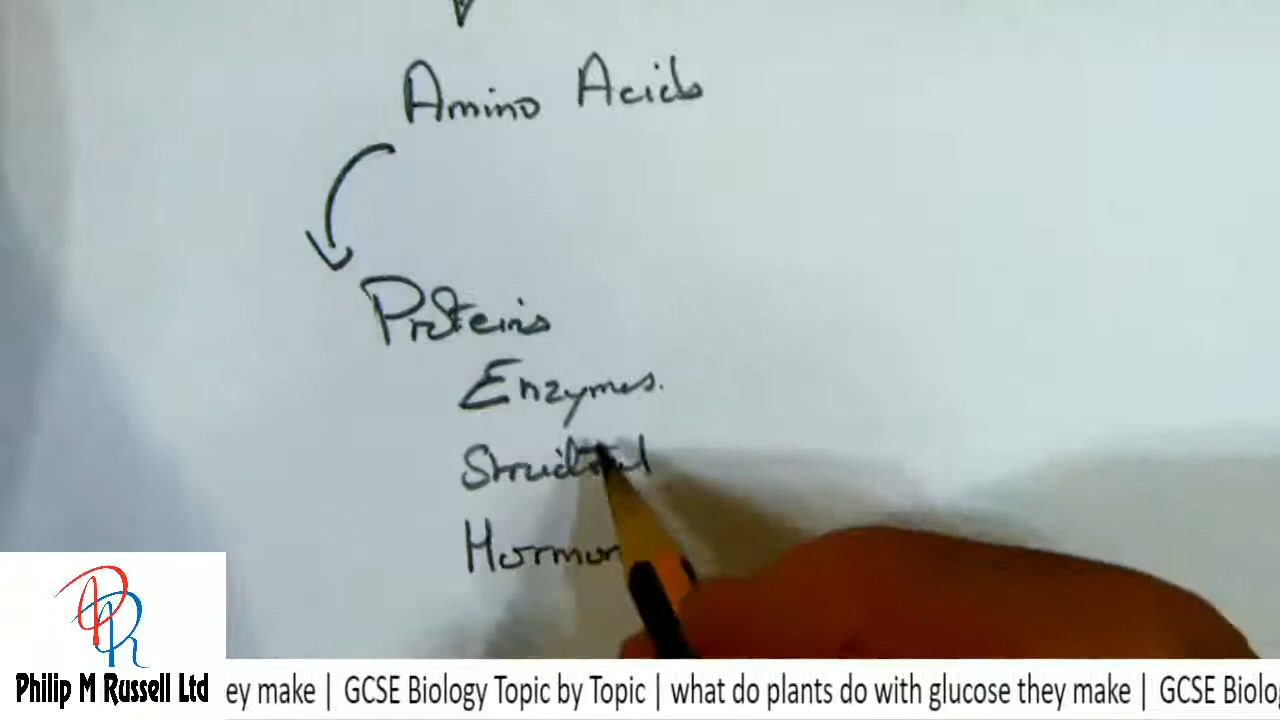 Amino Acids
Proteins
Enzymes.
Structural
Philip M Russell Ltd
ey make | GCSE Biology Topic by Topic | what do plants do with glucose they make | GCSE Biolog